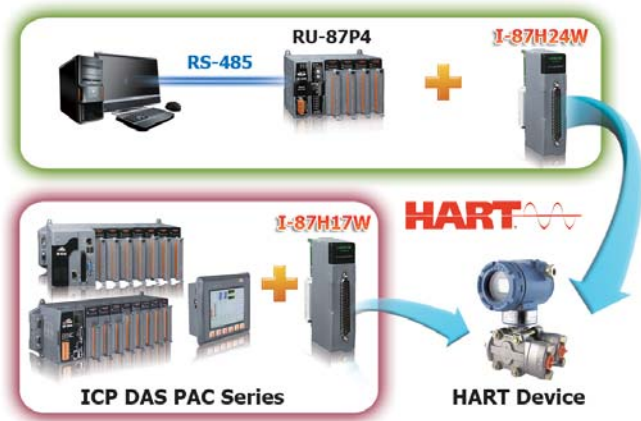 RU-87P4
I-87H24W
RS-485
I-87H17W
HART
ICP DAS PAC Series
HART Device